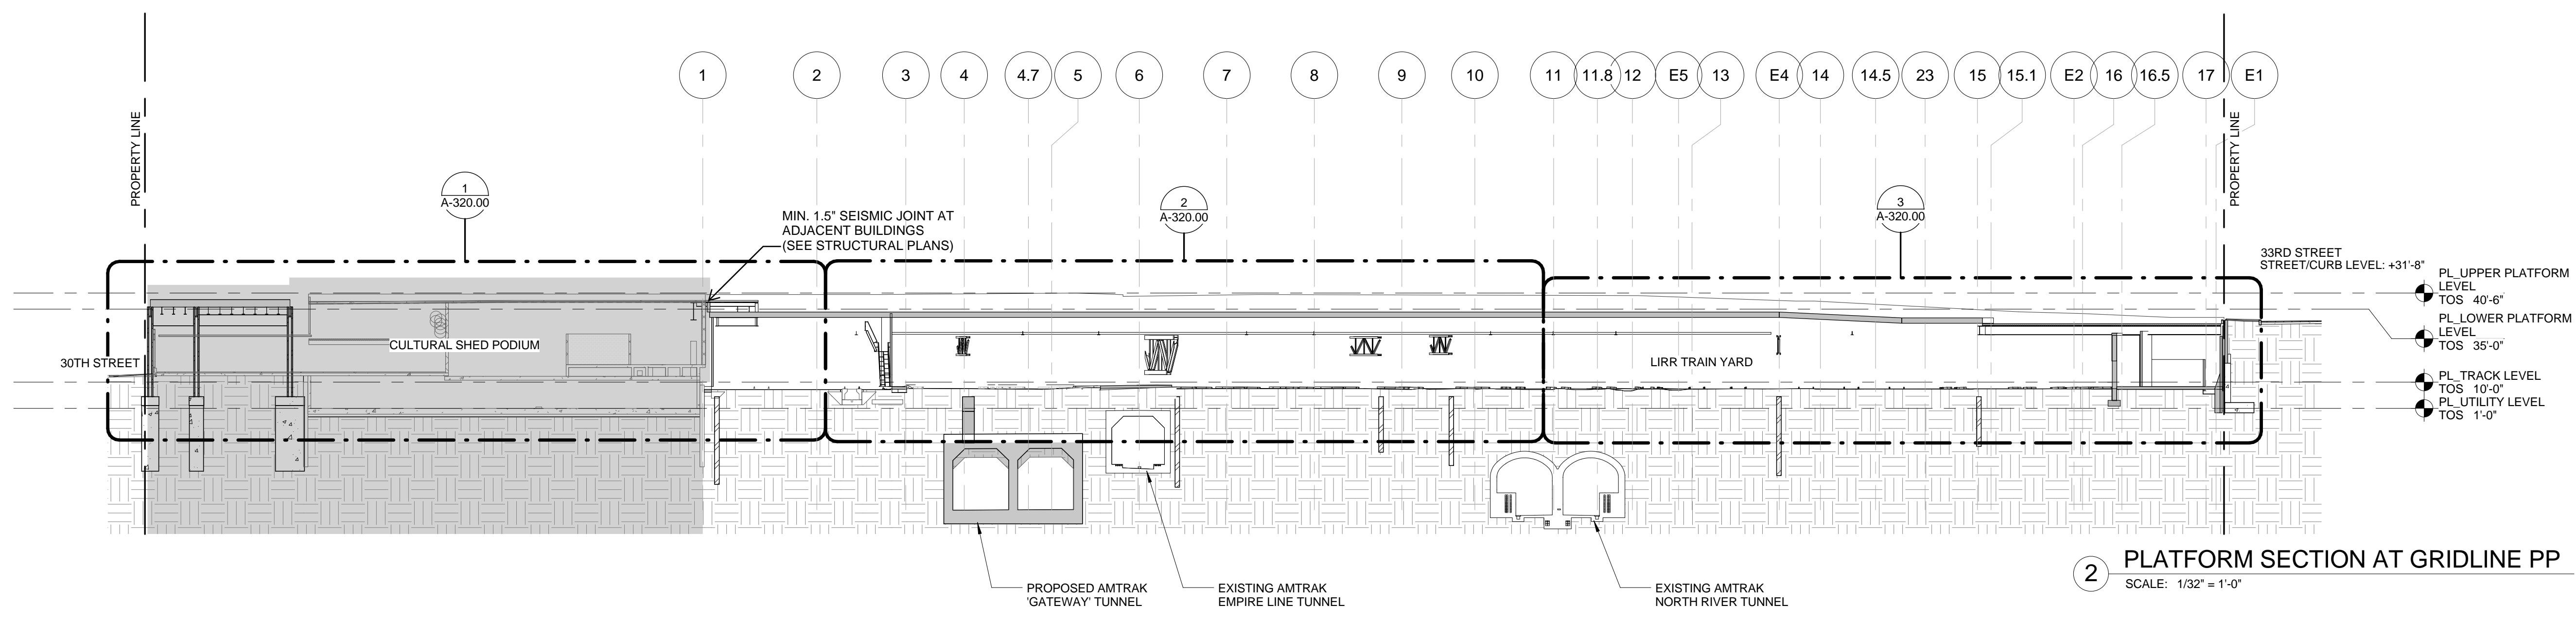 PROPERTY LINE
1
2
3
4
4.7
5
6
7
8
9
10
11
11.8
12
E5
13
E4
14
14.5
23
15
15.1
E2
16
16.5
17
E1
PROPERTY LINE
1
A-320.00
2
A-320.00
3
A-320.00
MIN. 1.5" SEISMIC JOINT AT
ADJACENT BUILDINGS
(SEE STRUCTURAL PLANS)
33RD STREET
STREET/CURB LEVEL: +31'-8"
PL_UPPER PLATFORM
LEVEL
TOS 40'-6"
PL_LOWER PLATFORM
LEVEL
TOS 35'-0"
30TH STREET
CULTURAL SHED PODIUM
LIRR TRAIN YARD
PL_TRACK LEVEL
TOS 10'-0"
PL_UTILITY LEVEL
TOS 1'-0"
PROPOSED AMTRAK
'GATEWAY' TUNNEL
EXISTING AMTRAK
EMPIRE LINE TUNNEL
EXISTING AMTRAK
NORTH RIVER TUNNEL
2
PLATFORM SECTION AT GRIDLINE PP
SCALE: 1/32" = 1'-0"